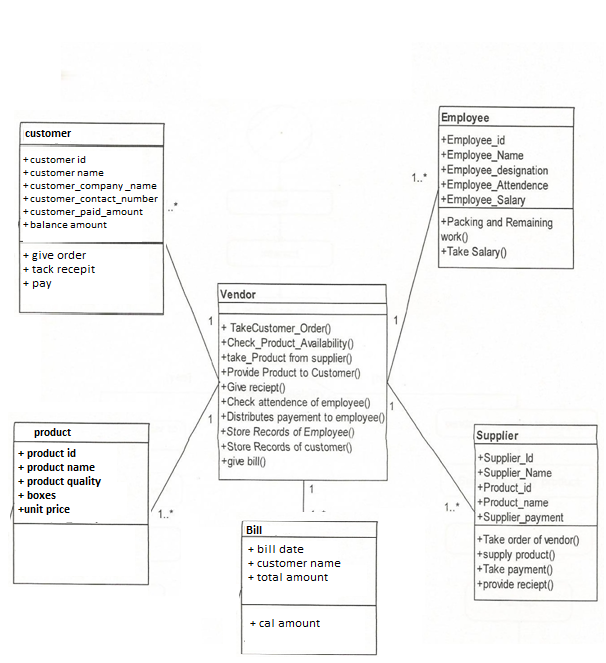 customer
+customer id
+customer name
+customer_company_name
+customer_contact_number
+customer_paid_amount
+balance amount
+ give order
+ tack recepit
+ pay
..*
Employee
+Employee_id
+Employee_Name
+Employee_designation
+Employee_Attendence
+Employee_Salary
+Packing and Remaining
work()
+Take Salary()
1..*
Vendor
+ TakeCustomer_Order()
+Check_Product_Availability()
+take_Product from supplier()
+Provide Product to Customer()
+Give reciept()
+Check attendence of employee()
+Distributes payement to employee()
+Store Records of Employee()
+Store Records of customer()
+give bill()
1
1
1
1
1
product
+ product id
+ product name
+ product quality
+ boxes
+unit price
1..*
Bill
+ bill date
+ customer name
+ total amount
+ cal amount
Supplier
+Supplier_Id
+Supplier_Name
+Product_id
+Product_name
+Supplier_payment
+Take order of vendor()
+supply product()
+Take payment()
+provide reciept()
1..*